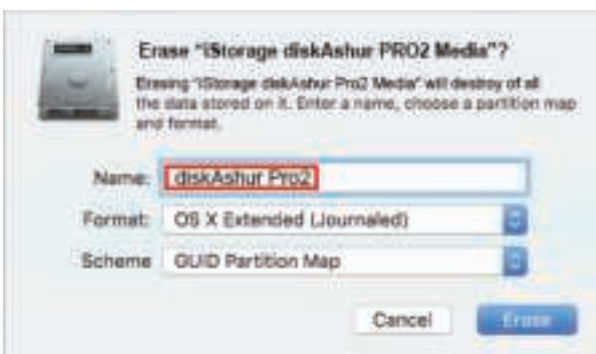 Erase "iStorage diskAshur PRO2 Media"?
Erasing "iStorage diskAshur Pro2 Media" will destroy of all
the data stored on it. Enter a name, choose a partition map
and format.
Name: diskAshur Pro2
Format: OS X Extended (Journaled)
Scheme GUID Partition Map
Cancel Erase